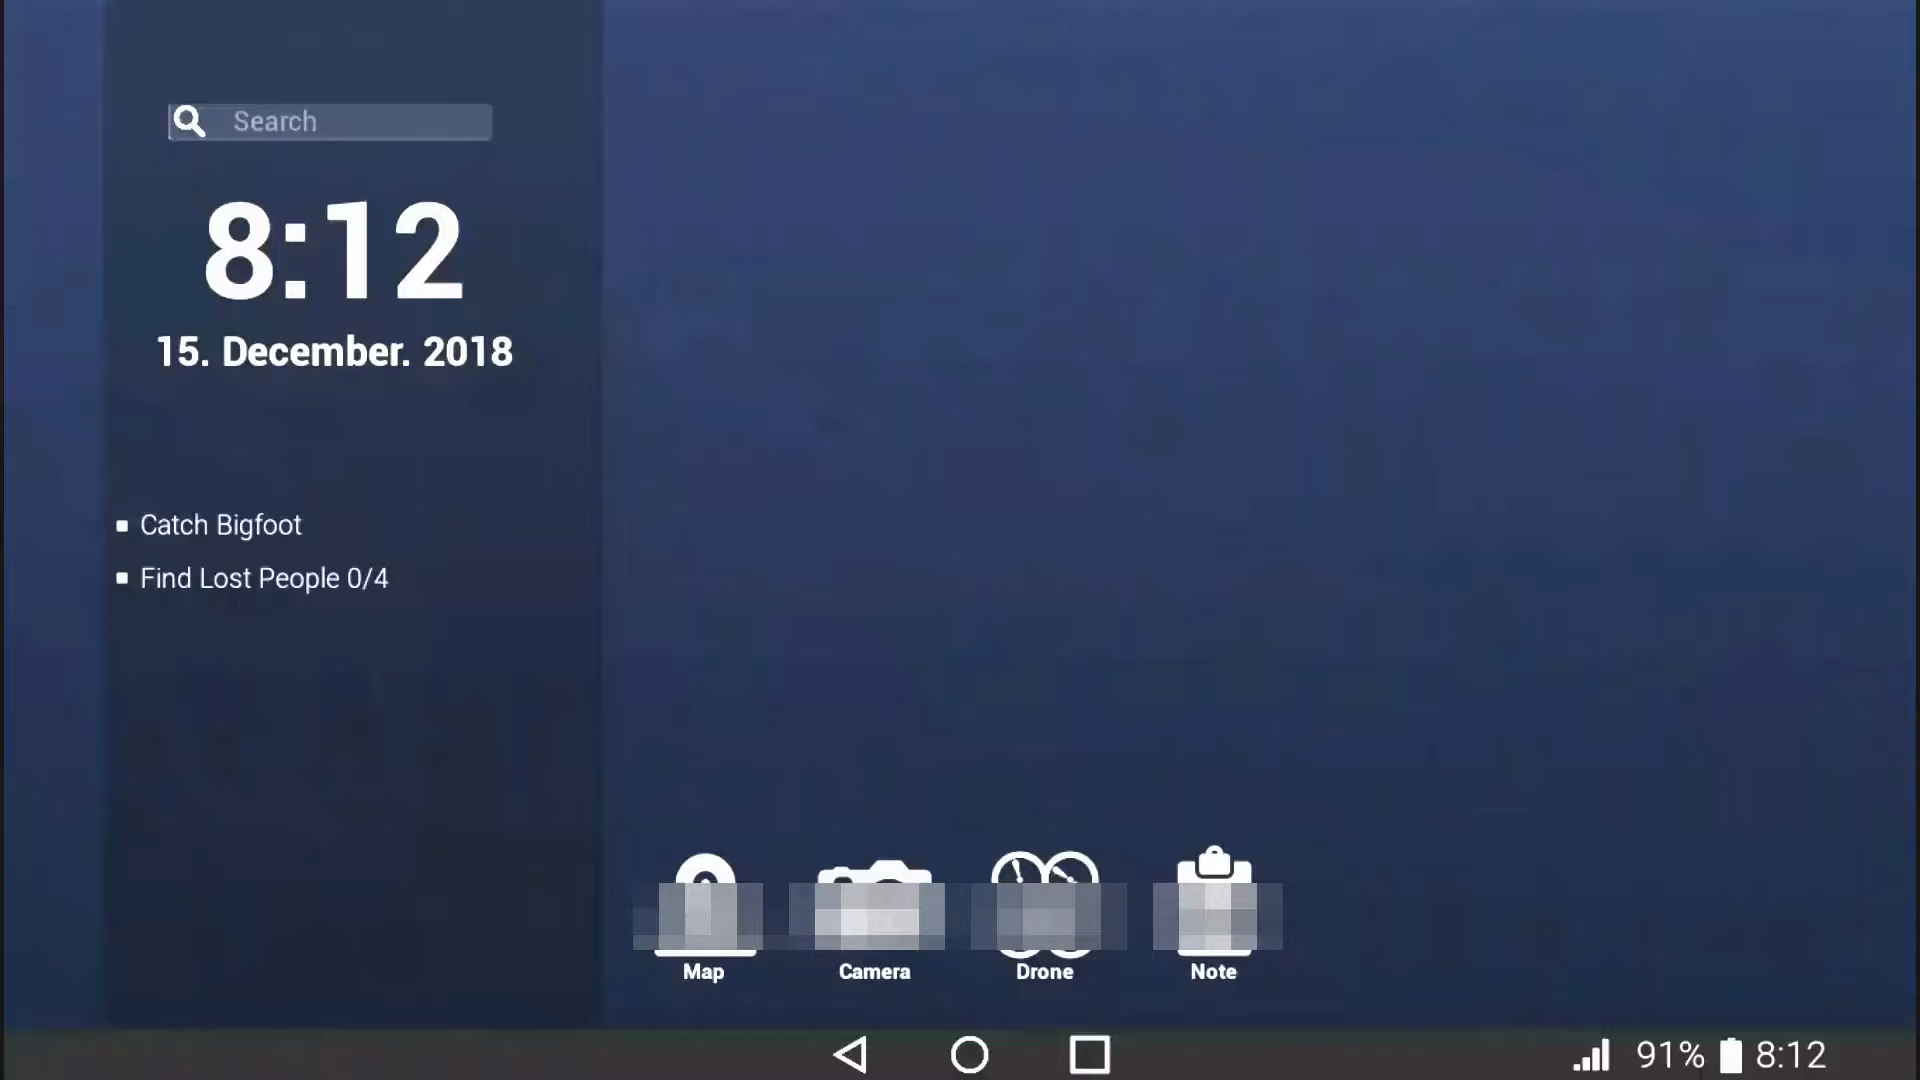 Search
8:12
15. December. 2018
Catch Bigfoot
Find Lost People 0/4
Map
Camera
Drone
Note
91% 8:12